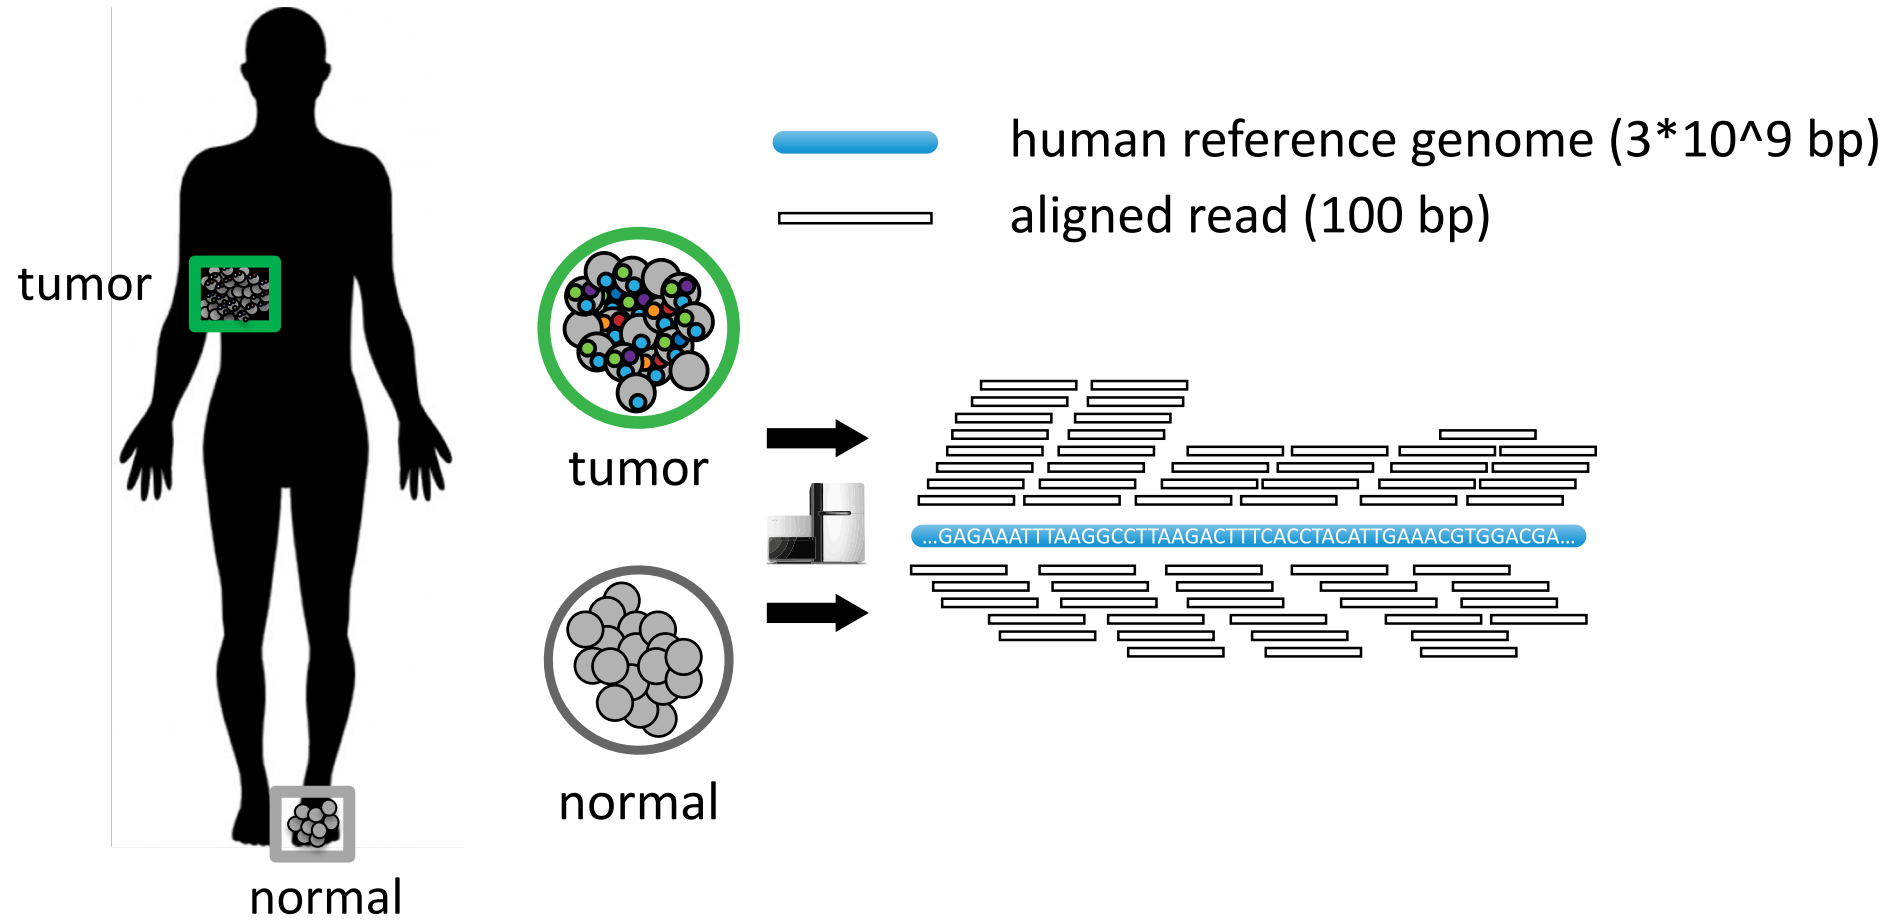 human reference genome (3*10^9 bp)
aligned read (100 bp)
tumor
tumor
...GAGAAATTTAAGGCCTTAAGACTTTCACCTACATTGAAACGTGGACGA...
normal
normal